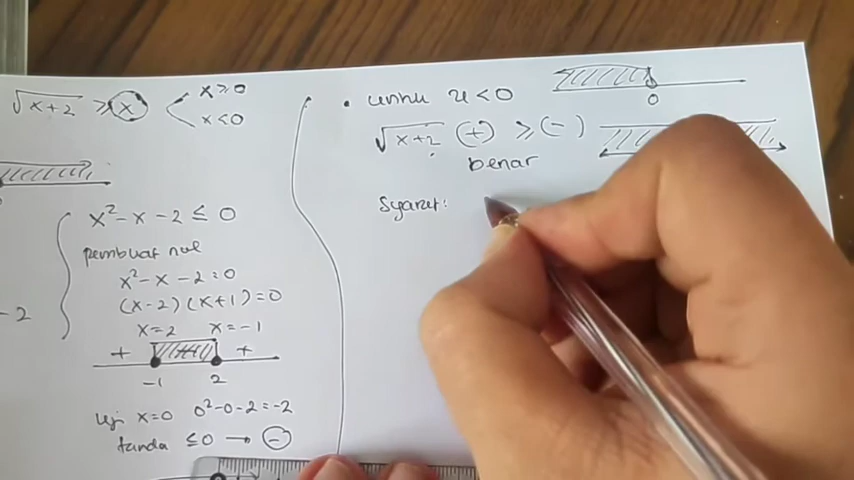 √x+2 ≥ x x ≥ 0
x < 0
x² - x - 2 ≤ 0
pembuat nol
x² - x - 2 = 0
(x-2)(x+1) = 0
x = 2 x = -1
+ +
-1 2
Uji x=0 0²-0-2 = -2
tanda ≤0 → -
-2
• untuk x < 0
0
√x+2 (+) ≥ (-)
benar
Syarat: